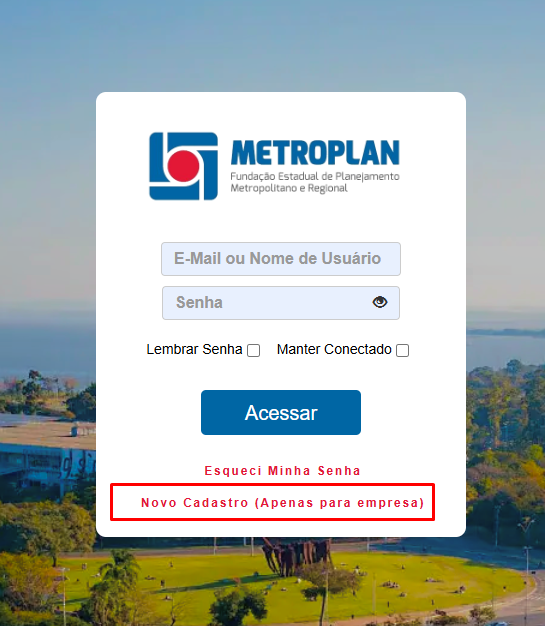 METROPLAN
Fundação Estadual de Planejamento
Metropolitano e Regional
E-Mail ou Nome de Usuário
Senha
Lembrar Senha Manter Conectado
Acessar
Esqueci Minha Senha
Novo Cadastro (Apenas para empresa)